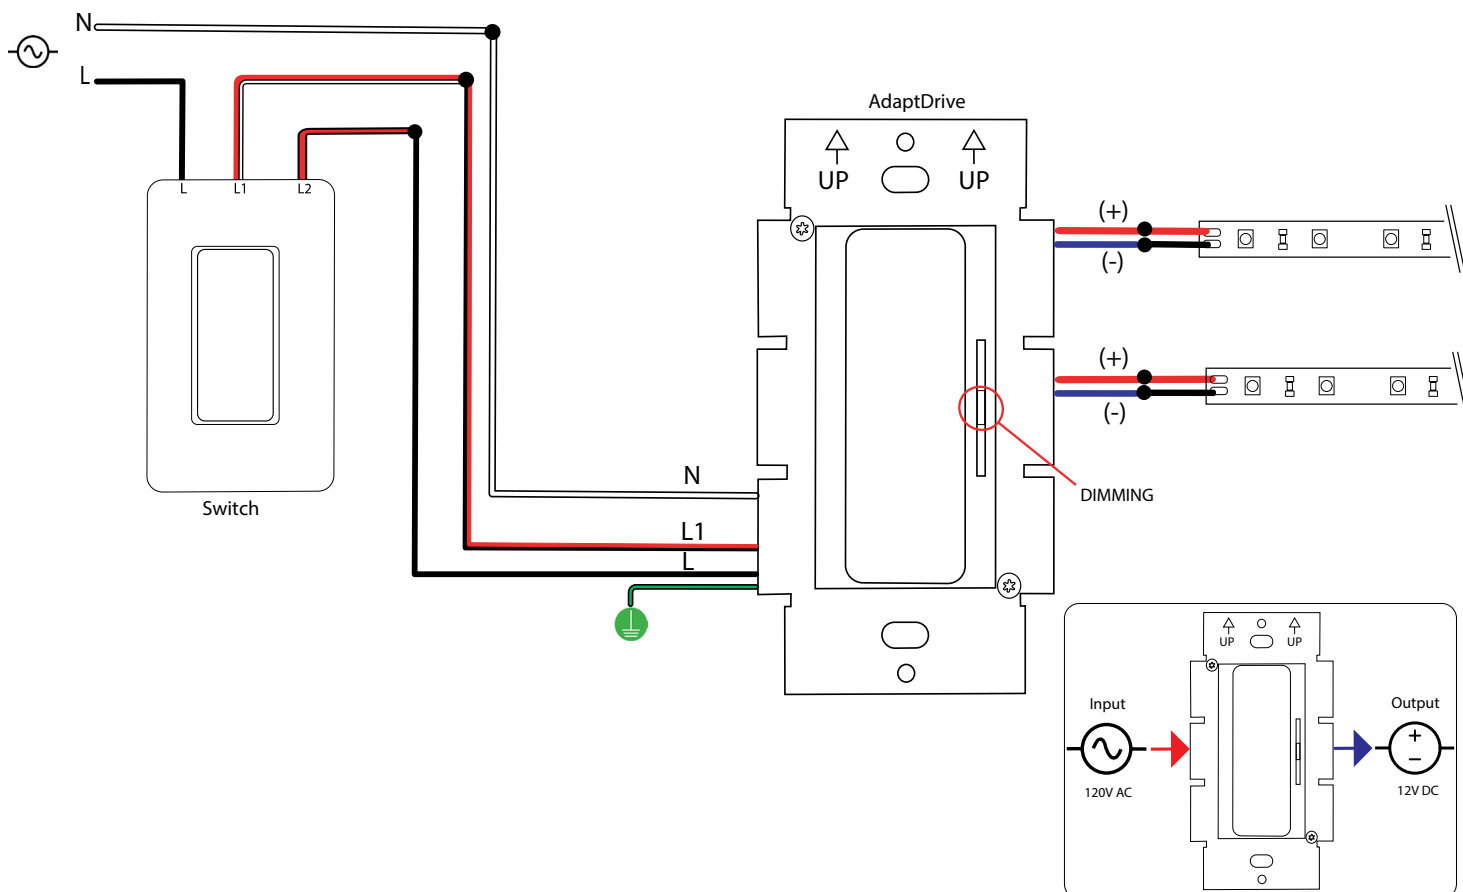 N
L
L
L1
L2
Switch
AdaptDrive
UP
UP
(+)
(-)
(+)
(-)
DIMMING
N
L1
L
UP
UP
Input
120V AC
Output
12V DC